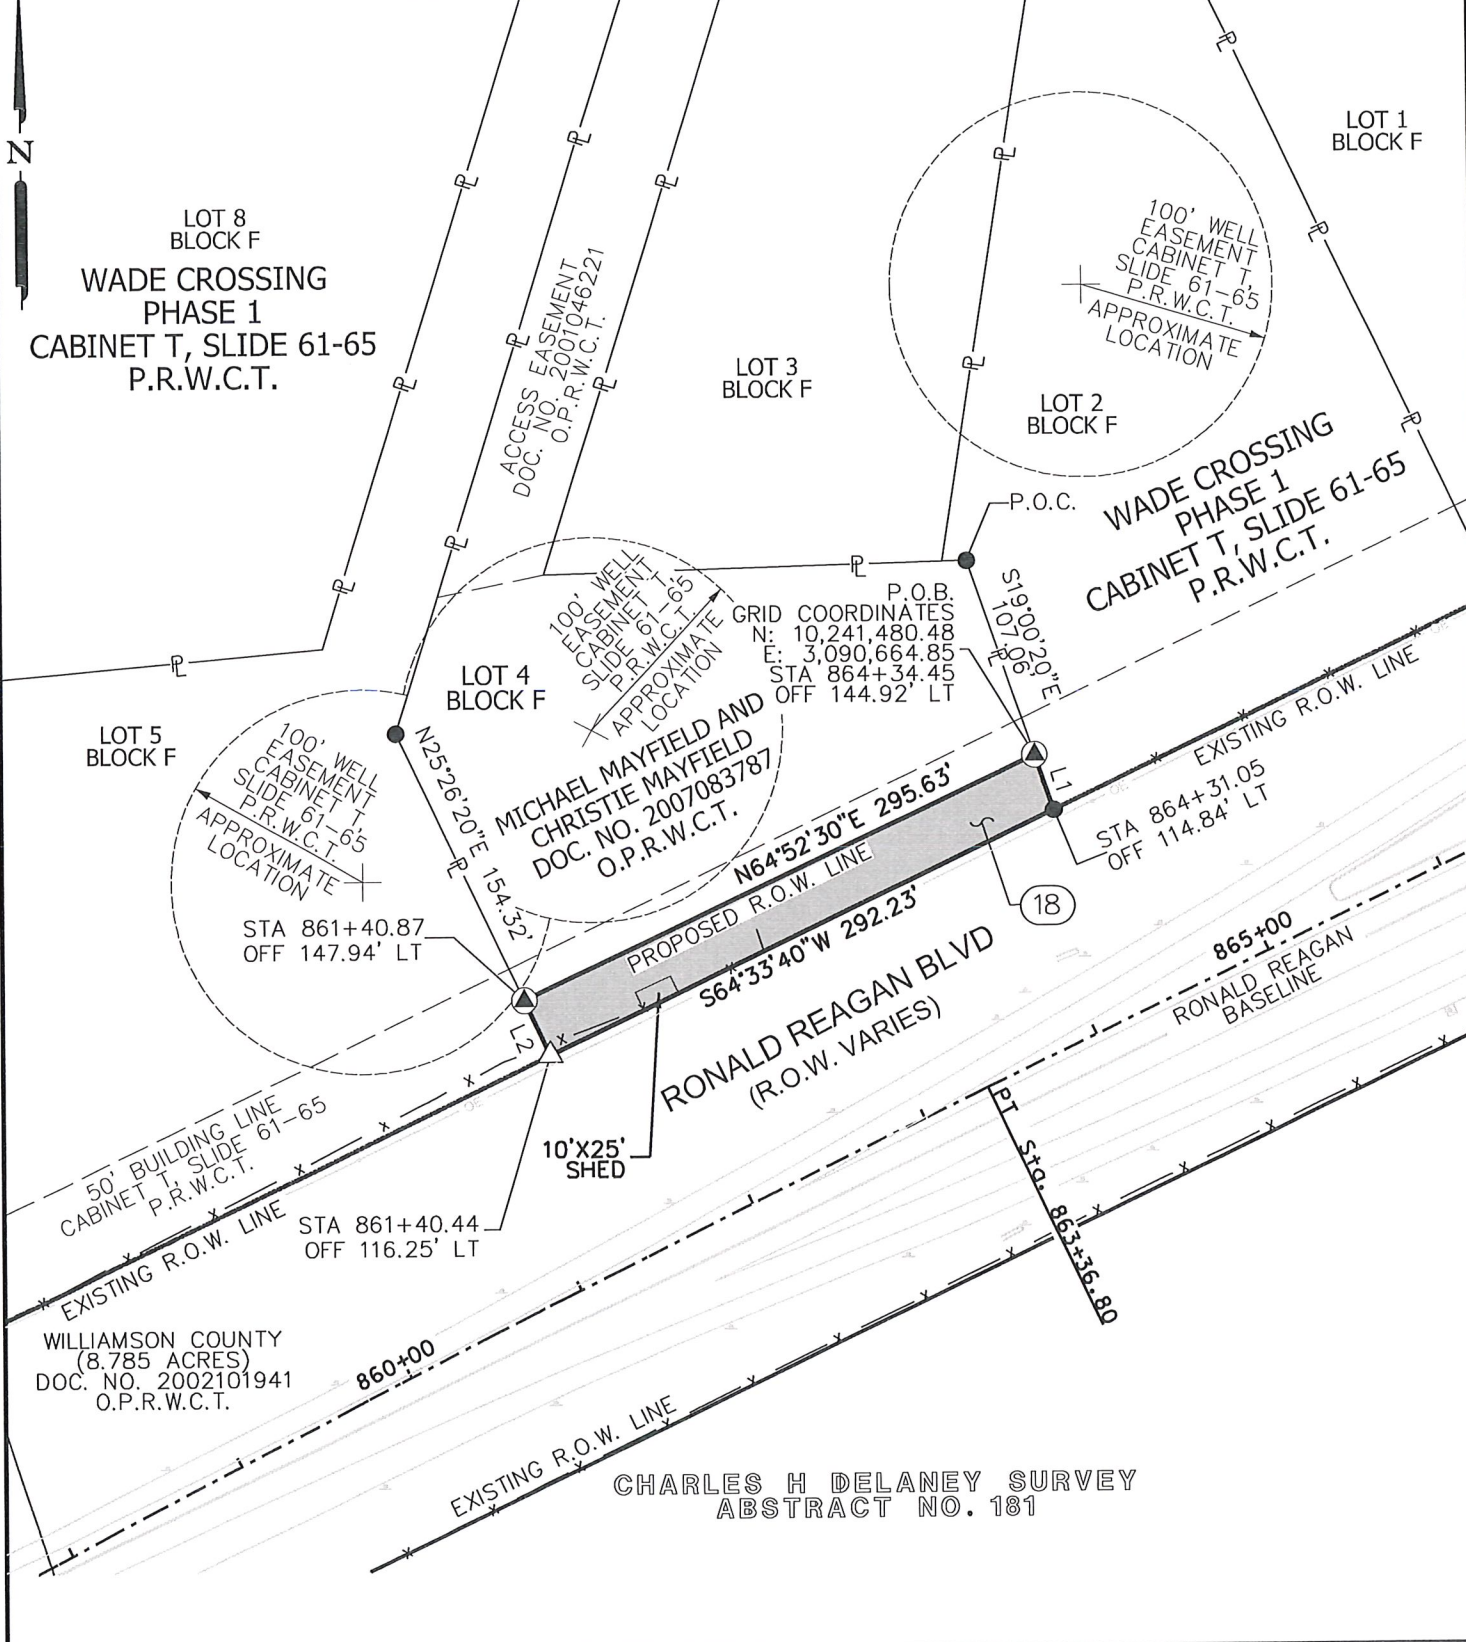 N
LOT 8
BLOCK F
WADE CROSSING
PHASE 1
CABINET T, SLIDE 61-65
P.R.W.C.T.
ACCESS EASEMENT
DOC. NO. 2001046221
O.P.R.W.C.T.
LOT 3
BLOCK F
LOT 1
BLOCK F
100' WELL
EASEMENT
CABINET T,
SLIDE 61-65
P.R.W.C.T.
APPROXIMATE
LOCATION
LOT 2
BLOCK F
WADE CROSSING
PHASE 1
CABINET T, SLIDE 61-65
P.R.W.C.T.
P.O.C.
S19°00'20"E
107.06'
P.O.B.
GRID COORDINATES
N: 10,241,480.48
E: 3,090,664.85
STA 864+34.45
OFF 144.92' LT
100' WELL
EASEMENT
CABINET T,
SLIDE 61-65
P.R.W.C.T.
APPROXIMATE
LOCATION
LOT 4
BLOCK F
MICHAEL MAYFIELD AND
CHRISTIE MAYFIELD
DOC. NO. 2007083787
O.P.R.W.C.T.
LOT 5
BLOCK F
100' WELL
EASEMENT
CABINET T,
SLIDE 61-65
P.R.W.C.T.
APPROXIMATE
LOCATION
N25°26'20"E 154.32'
STA 861+40.87
OFF 147.94' LT
N64°52'30"E 295.63'
PROPOSED R.O.W. LINE
S64°33'40"W 292.23'
L1
L2
EXISTING R.O.W. LINE
STA 864+31.05
OFF 114.84' LT
18
RONALD REAGAN BLVD
(R.O.W. VARIES)
865+00
RONALD REAGAN
BASELINE
10'X25'
SHED
50' BUILDING LINE
CABINET T, SLIDE 61-65
P.R.W.C.T.
EXISTING R.O.W. LINE
STA 861+40.44
OFF 116.25' LT
PT Sta. 863+36.80
WILLIAMSON COUNTY
(8.785 ACRES)
DOC. NO. 2002101941
O.P.R.W.C.T.
860+00
EXISTING R.O.W. LINE
CHARLES H DELANEY SURVEY
ABSTRACT NO. 181